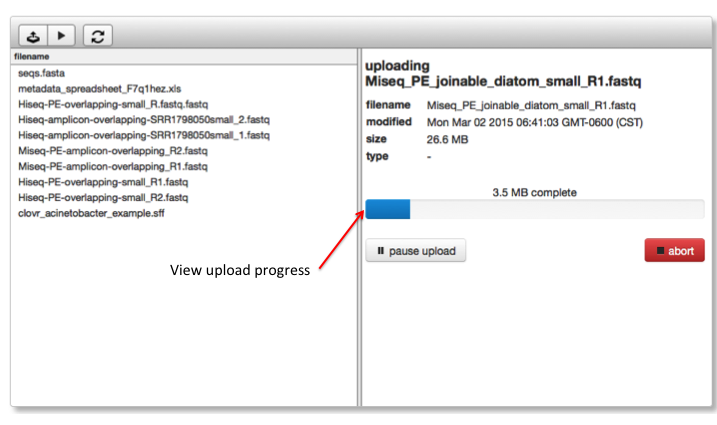 filename
seqs.fasta
metadata_spreadsheet_F7q1hez.xls
Hiseq-PE-overlapping-small_R.fastq.fastq
Hiseq-amplicon-overlapping-SRR1798050small_2.fastq
Hiseq-amplicon-overlapping-SRR1798050small_1.fastq
Miseq-PE-amplicon-overlapping_R2.fastq
Miseq-PE-amplicon-overlapping_R1.fastq
Hiseq-PE-overlapping-small_R1.fastq
Hiseq-PE-overlapping-small_R2.fastq
clovr_acinetobacter_example.sff
View upload progress
uploading
Miseq_PE_joinable_diatom_small_R1.fastq
filename Miseq_PE_joinable_diatom_small_R1.fastq
modified Mon Mar 02 2015 06:41:03 GMT-0600 (CST)
size 26.6 MB
type -
3.5 MB complete
pause upload
abort